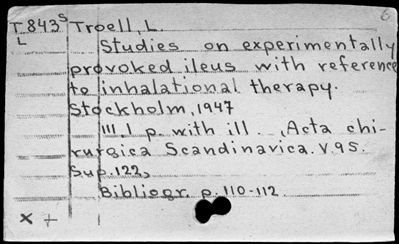 6
T 843 S Troell, L.
L Studies on experimentally
provoked ileus with reference
to inhalational therapy.
Stockholm, 1947
111,1 p. with ill. (Acta chi-
rurgica Scandinavica. V. 95.
Sup. 122,
Bibliogr. p. 110-112.
x +